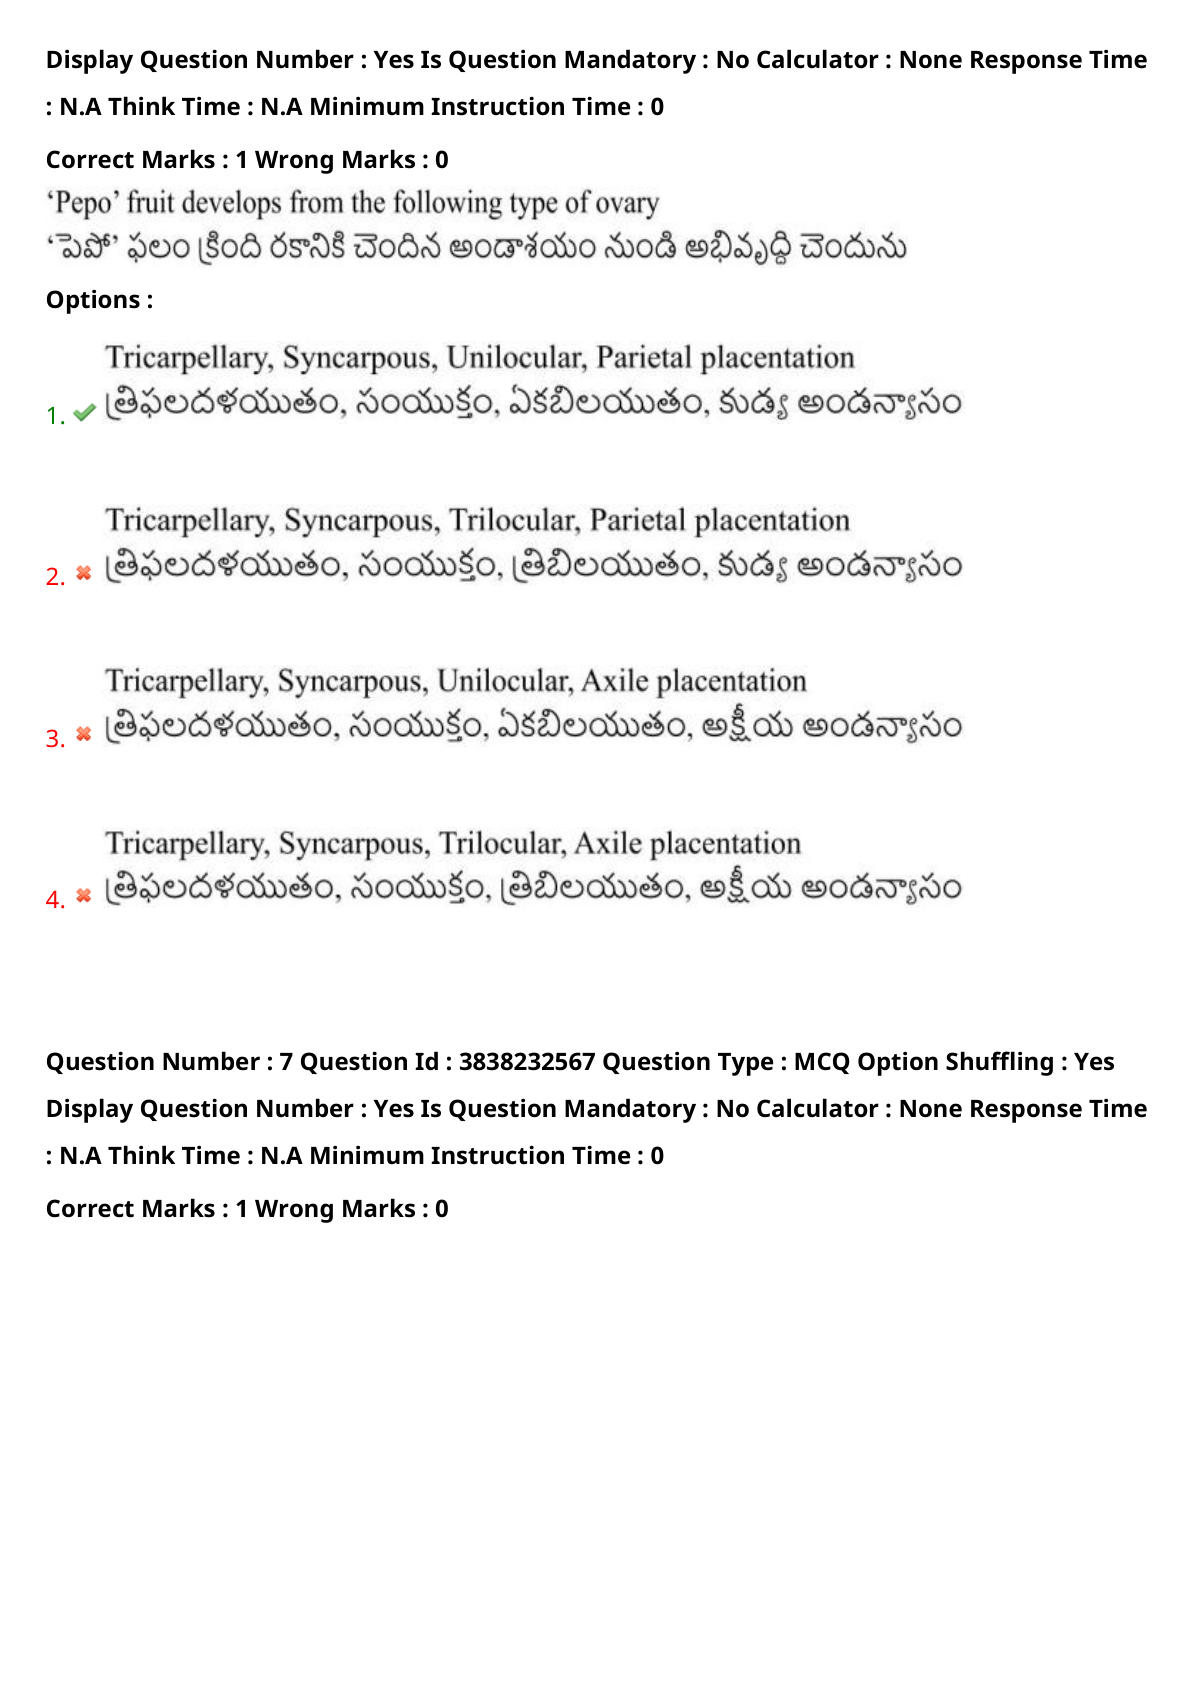 Display Question Number : Yes Is Question Mandatory : No Calculator : None Response Time
: N.A Think Time : N.A Minimum Instruction Time : 0
Correct Marks : 1 Wrong Marks : 0
‘Pepo’ fruit develops from the following type of ovary
‘పెపో’ ఫలం క్రింది రకానికి చెందిన అండాశయం నుండి అభివృద్ధి చెందును
Options :
Tricarpellary, Syncarpous, Unilocular, Parietal placentation
1. త్రిఫలదళయుతం, సంయుక్తం, ఏకబిలయుతం, కుడ్య అండన్యాసం
Tricarpellary, Syncarpous, Trilocular, Parietal placentation
2. త్రిఫలదళయుతం, సంయుక్తం, త్రిబిలయుతం, కుడ్య అండన్యాసం
Tricarpellary, Syncarpous, Unilocular, Axile placentation
3. త్రిఫలదళయుతం, సంయుక్తం, ఏకబిలయుతం, అక్షీయ అండన్యాసం
Tricarpellary, Syncarpous, Trilocular, Axile placentation
4. త్రిఫలదళయుతం, సంయుక్తం, త్రిబిలయుతం, అక్షీయ అండన్యాసం
Question Number : 7 Question Id : 3838232567 Question Type : MCQ Option Shuffling : Yes
Display Question Number : Yes Is Question Mandatory : No Calculator : None Response Time
: N.A Think Time : N.A Minimum Instruction Time : 0
Correct Marks : 1 Wrong Marks : 0